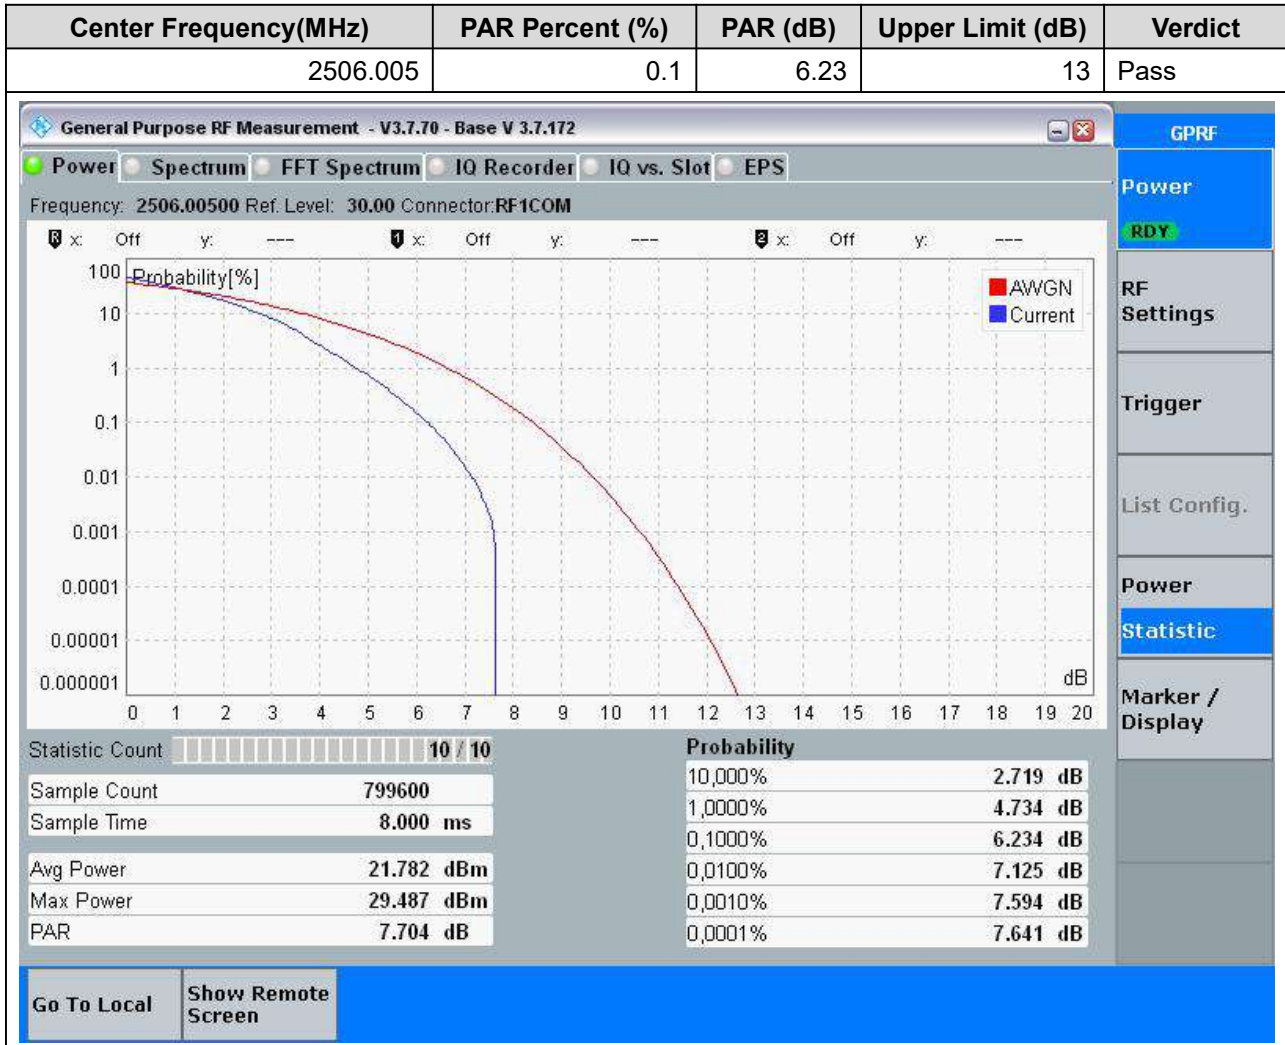 Center Frequency(MHz) PAR Percent (%) PAR (dB) Upper Limit (dB) Verdict
2506.005 0.1 6.23 13 Pass
General Purpose RF Measurement - V3.7.70 - Base V 3.7.172
GPRF
Power Spectrum FFT Spectrum IQ Recorder IQ vs. Slot EPS
Frequency: 2506.00500 Ref. Level: 30.00 Connector:RF1COM
R x: Off y: --- 1 x: Off y: --- 2 x: Off y: ---
Probability[%]
100
10
1
0.1
0.01
0.001
0.0001
0.00001
0.000001
AWGN
Current
dB
0 1 2 3 4 5 6 7 8 9 10 11 12 13 14 15 16 17 18 19 20
Statistic Count 10 / 10
Sample Count 799600
Sample Time 8.000 ms
Avg Power 21.782 dBm
Max Power 29.487 dBm
PAR 7.704 dB
Probability
10,000% 2.719 dB
1,0000% 4.734 dB
0,1000% 6.234 dB
0,0100% 7.125 dB
0,0010% 7.594 dB
0,0001% 7.641 dB
Power
RDY
RF
Settings
Trigger
List Config.
Power
Statistic
Marker /
Display
Go To Local
Show Remote
Screen